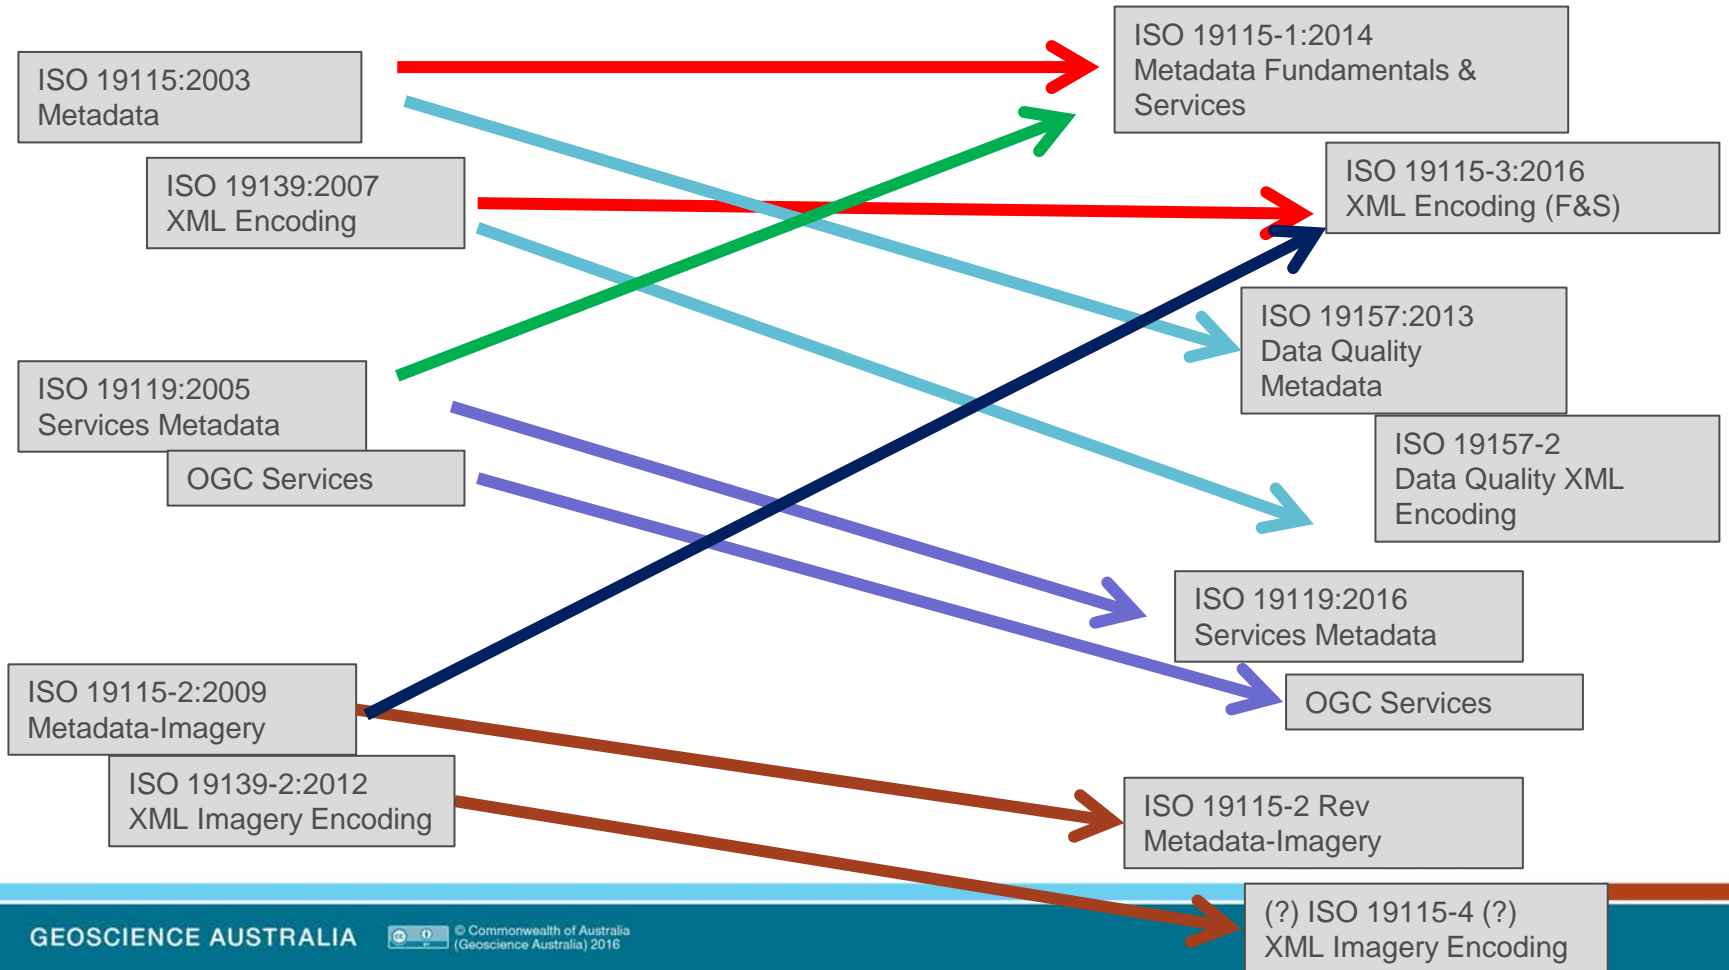 ISO 19115:2003
Metadata
ISO 19139:2007
XML Encoding
ISO 19119:2005
Services Metadata
OGC Services
ISO 19115-2:2009
Metadata-Imagery
ISO 19139-2:2012
XML Imagery Encoding
ISO 19115-1:2014
Metadata Fundamentals &
Services
ISO 19115-3:2016
XML Encoding (F&S)
ISO 19157:2013
Data Quality
Metadata
ISO 19157-2
Data Quality XML
Encoding
ISO 19119:2016
Services Metadata
OGC Services
ISO 19115-2 Rev
Metadata-Imagery
(?) ISO 19115-4 (?)
XML Imagery Encoding
GEOSCIENCE AUSTRALIA
© Commonwealth of Australia
(Geoscience Australia) 2016